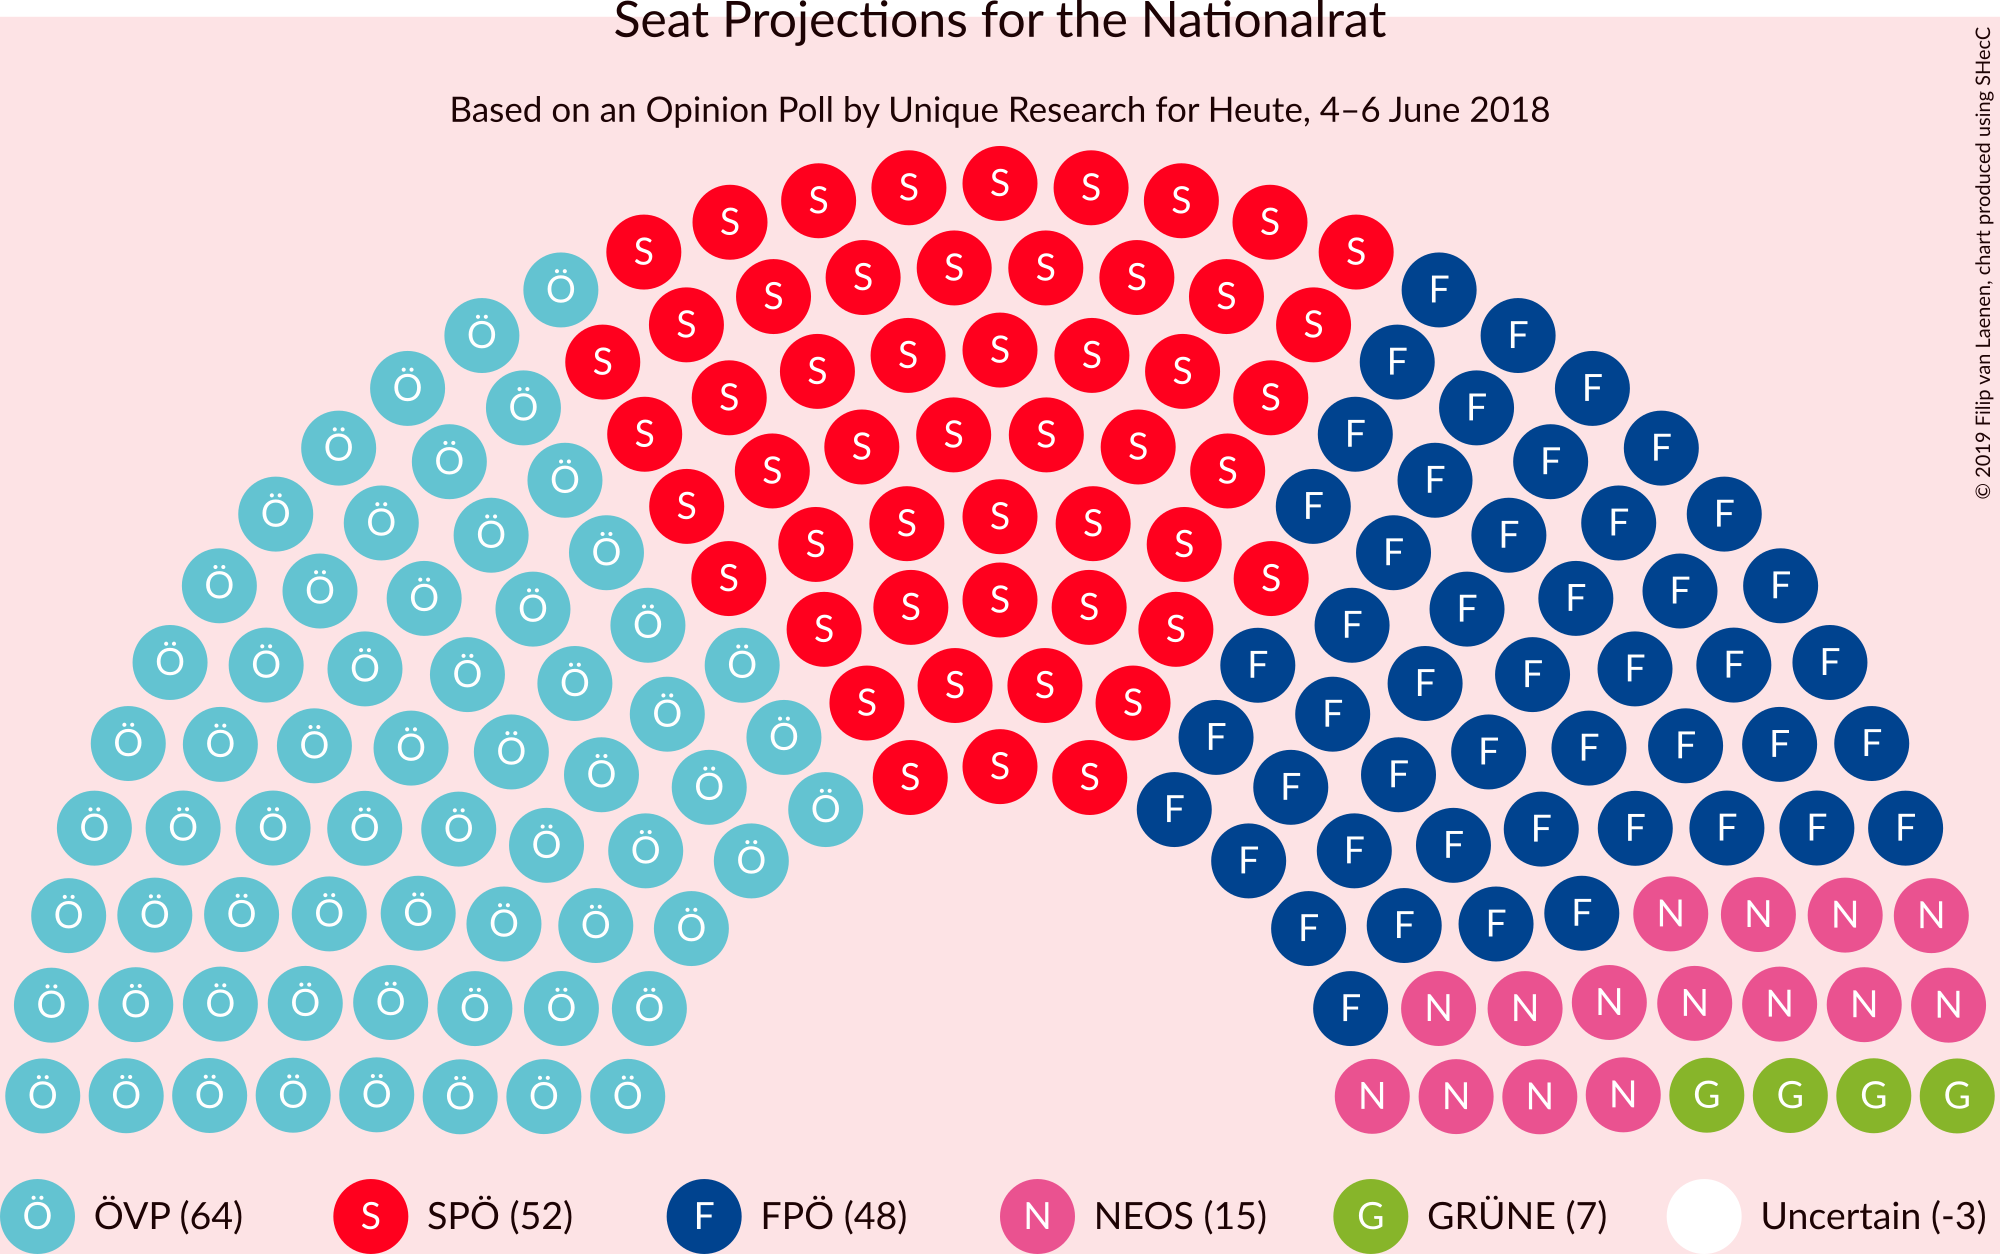 Seat Projections for the Nationalrat
Based on an Opinion Poll by Unique Research for Heute, 4–6 June 2018
© 2019 Filip van Laenen, chart produced using SHecC
S S S S S S S S S
Ö S S S S S S S S F
Ö S S S S S S S S S F
Ö Ö S S S S S S S F F
Ö Ö Ö S S S S S S S F F F
Ö Ö Ö Ö S S S S S F F F F
Ö Ö Ö Ö Ö S S S S F F F F F
Ö Ö Ö Ö Ö Ö S S S F F F F F F
Ö Ö Ö Ö Ö Ö Ö F F F F F F F
Ö Ö Ö Ö Ö Ö Ö Ö F F F F F F F F
Ö Ö Ö Ö Ö Ö Ö Ö Ö F F F F F F F F F
Ö Ö Ö Ö Ö Ö Ö Ö F F F F N N N N
Ö Ö Ö Ö Ö Ö Ö Ö F N N N N N N N
Ö Ö Ö Ö Ö Ö Ö Ö N N N N G G G G
Ö ÖVP (64) S SPÖ (52) F FPÖ (48) N NEOS (15) G GRÜNE (7) Uncertain (-3)